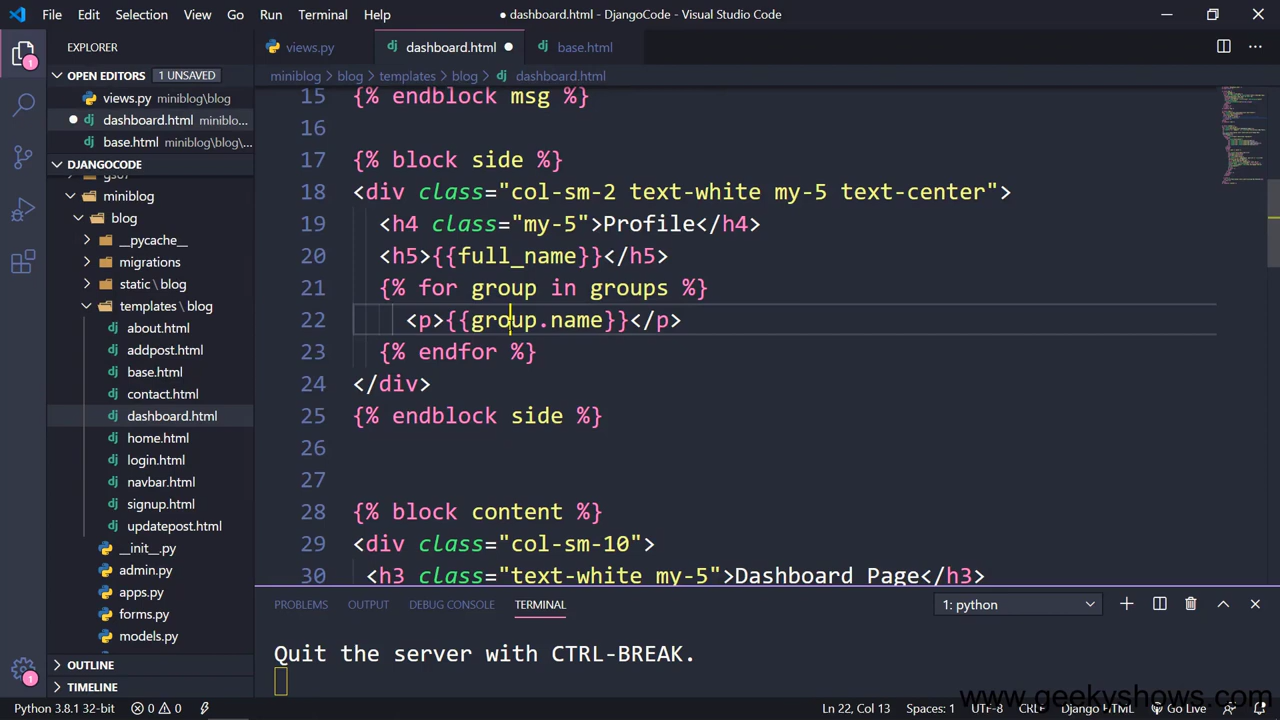 File Edit Selection View Go Run Terminal Help
● dashboard.html - DjangoCode - Visual Studio Code
EXPLORER
views.py
dashboard.html
base.html
OPEN EDITORS 1 UNSAVED
views.py miniblog\blog
dashboard.html miniblo...
base.html miniblog\blog\...
miniblog > blog > templates > blog > dashboard.html
DJANGOCODE
miniblog
blog
__pycache__
migrations
static \ blog
templates \ blog
about.html
addpost.html
base.html
contact.html
dashboard.html
home.html
login.html
navbar.html
signup.html
updatepost.html
__init__.py
admin.py
apps.py
forms.py
models.py
OUTLINE
TIMELINE
15 {% endblock msg %}
16
17 {% block side %}
18 <div class="col-sm-2 text-white my-5 text-center">
19 <h4 class="my-5">Profile</h4>
20 <h5>{{full_name}}</h5>
21 {% for group in groups %}
22 <p>{{group.name}}</p>
23 {% endfor %}
24 </div>
25 {% endblock side %}
26
27
28 {% block content %}
29 <div class="col-sm-10">
30 <h3 class="text-white my-5">Dashboard Page</h3>
PROBLEMS OUTPUT DEBUG CONSOLE TERMINAL
1: python
Quit the server with CTRL-BREAK.
www.geekyshows.com
Python 3.8.1 32-bit 0 0 Ln 22, Col 13 Spaces: 1 UTF-8 CRLF Django HTML Go Live
1
1